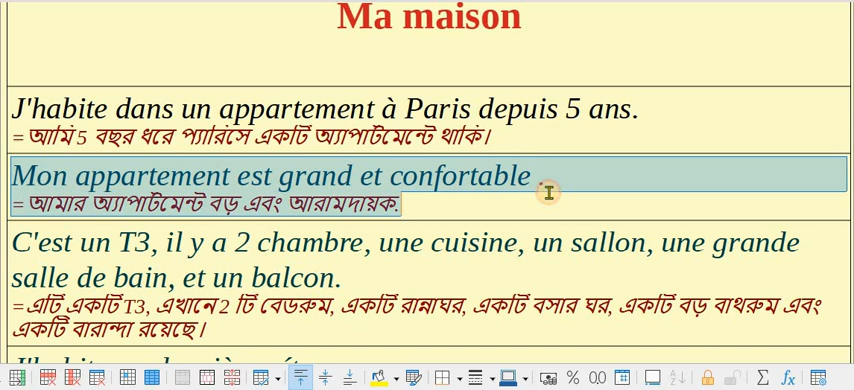 Ma maison
J'habite dans un appartement à Paris depuis 5 ans.
= আমি 5 বছর ধরে প্যারিসে একটি অ্যাপার্টমেন্টে থাকি।
Mon appartement est grand et confortable
= আমার অ্যাপার্টমেন্ট বড় এবং আরামদায়ক.
C'est un T3, il y a 2 chambre, une cuisine, un sallon, une grande
salle de bain, et un balcon.
=এটি একটি T3, এখানে 2 টি বেডরুম, একটি রান্নাঘর, একটি বসার ঘর, একটি বড় বাথরুম এবং
একটি বারান্দা রয়েছে।
J'habite